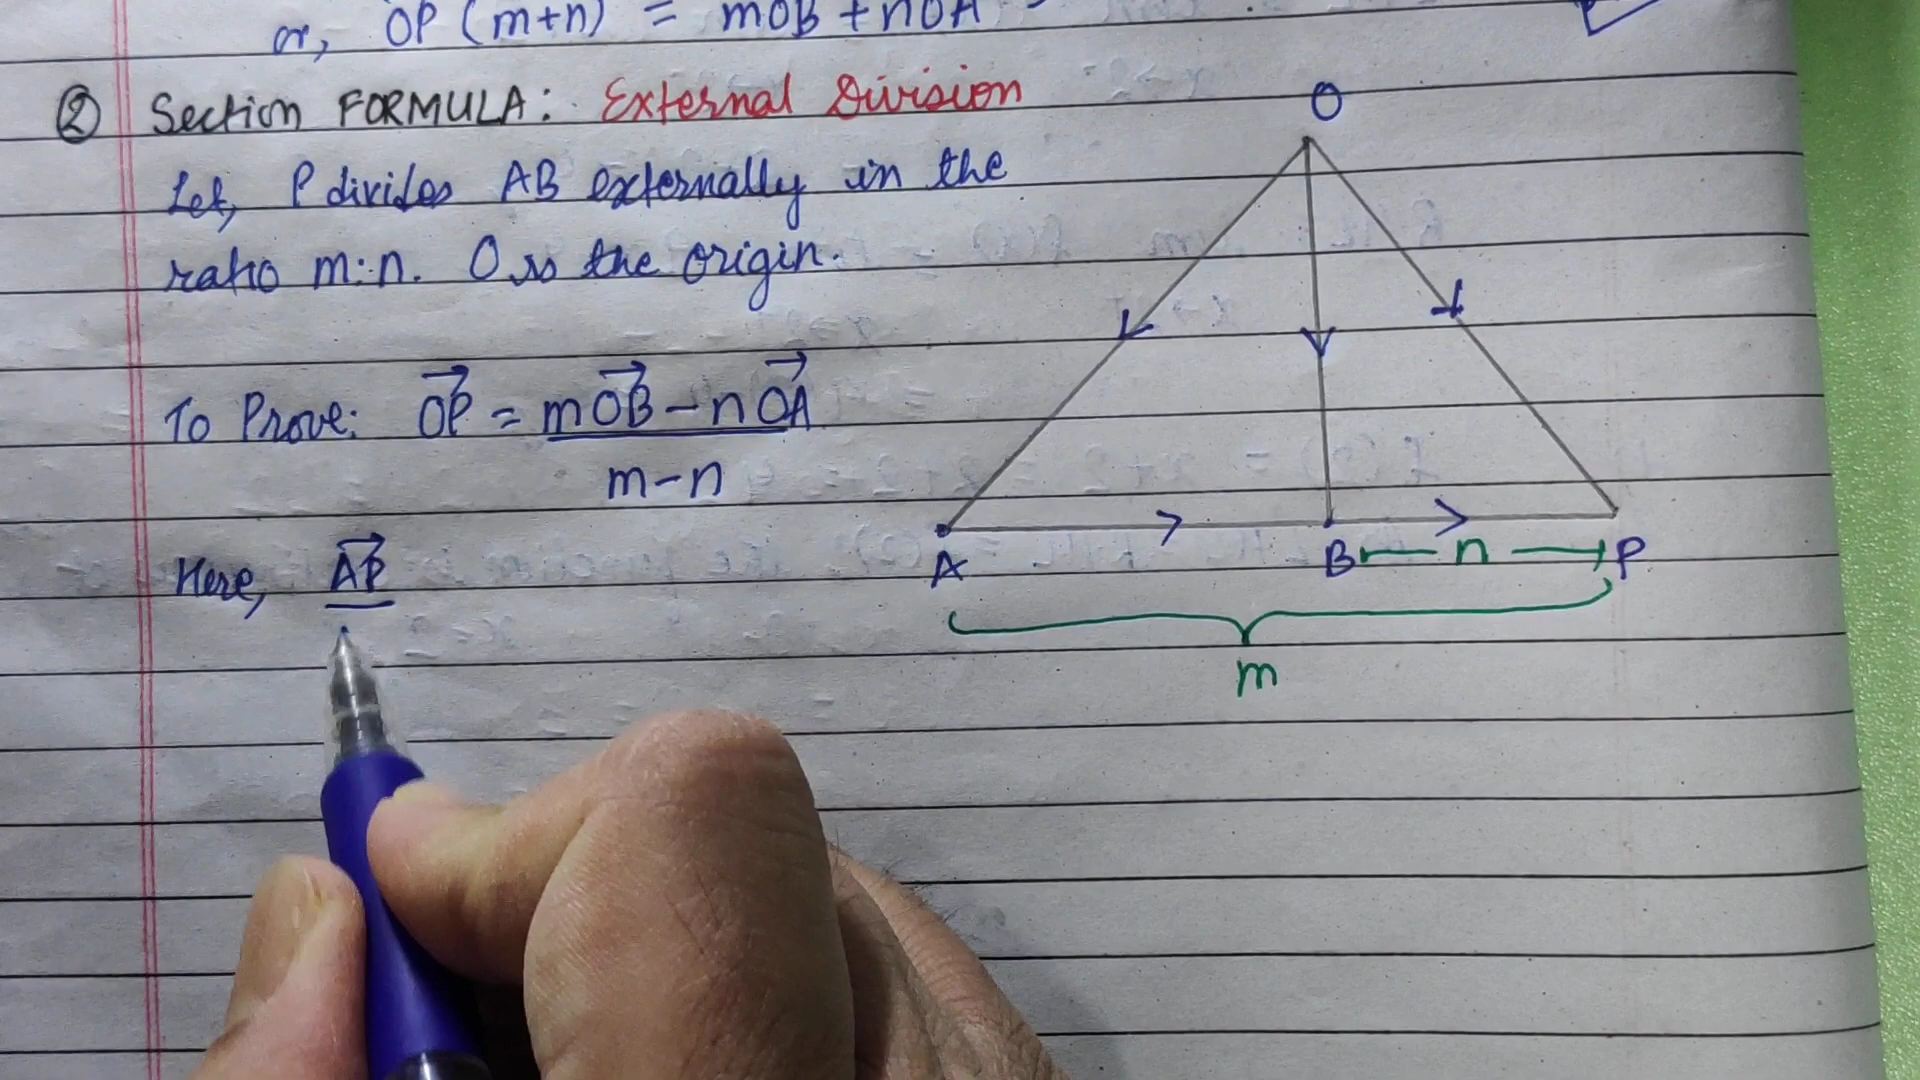 or, OP (m+n) = mOB + nOA
② Section FORMULA: External Division
Let, P divides AB externally in the
ratio m:n. O is the origin.
To Prove: OP = mOB - nOA
m-n
Here, AP
O
A
B n P
m